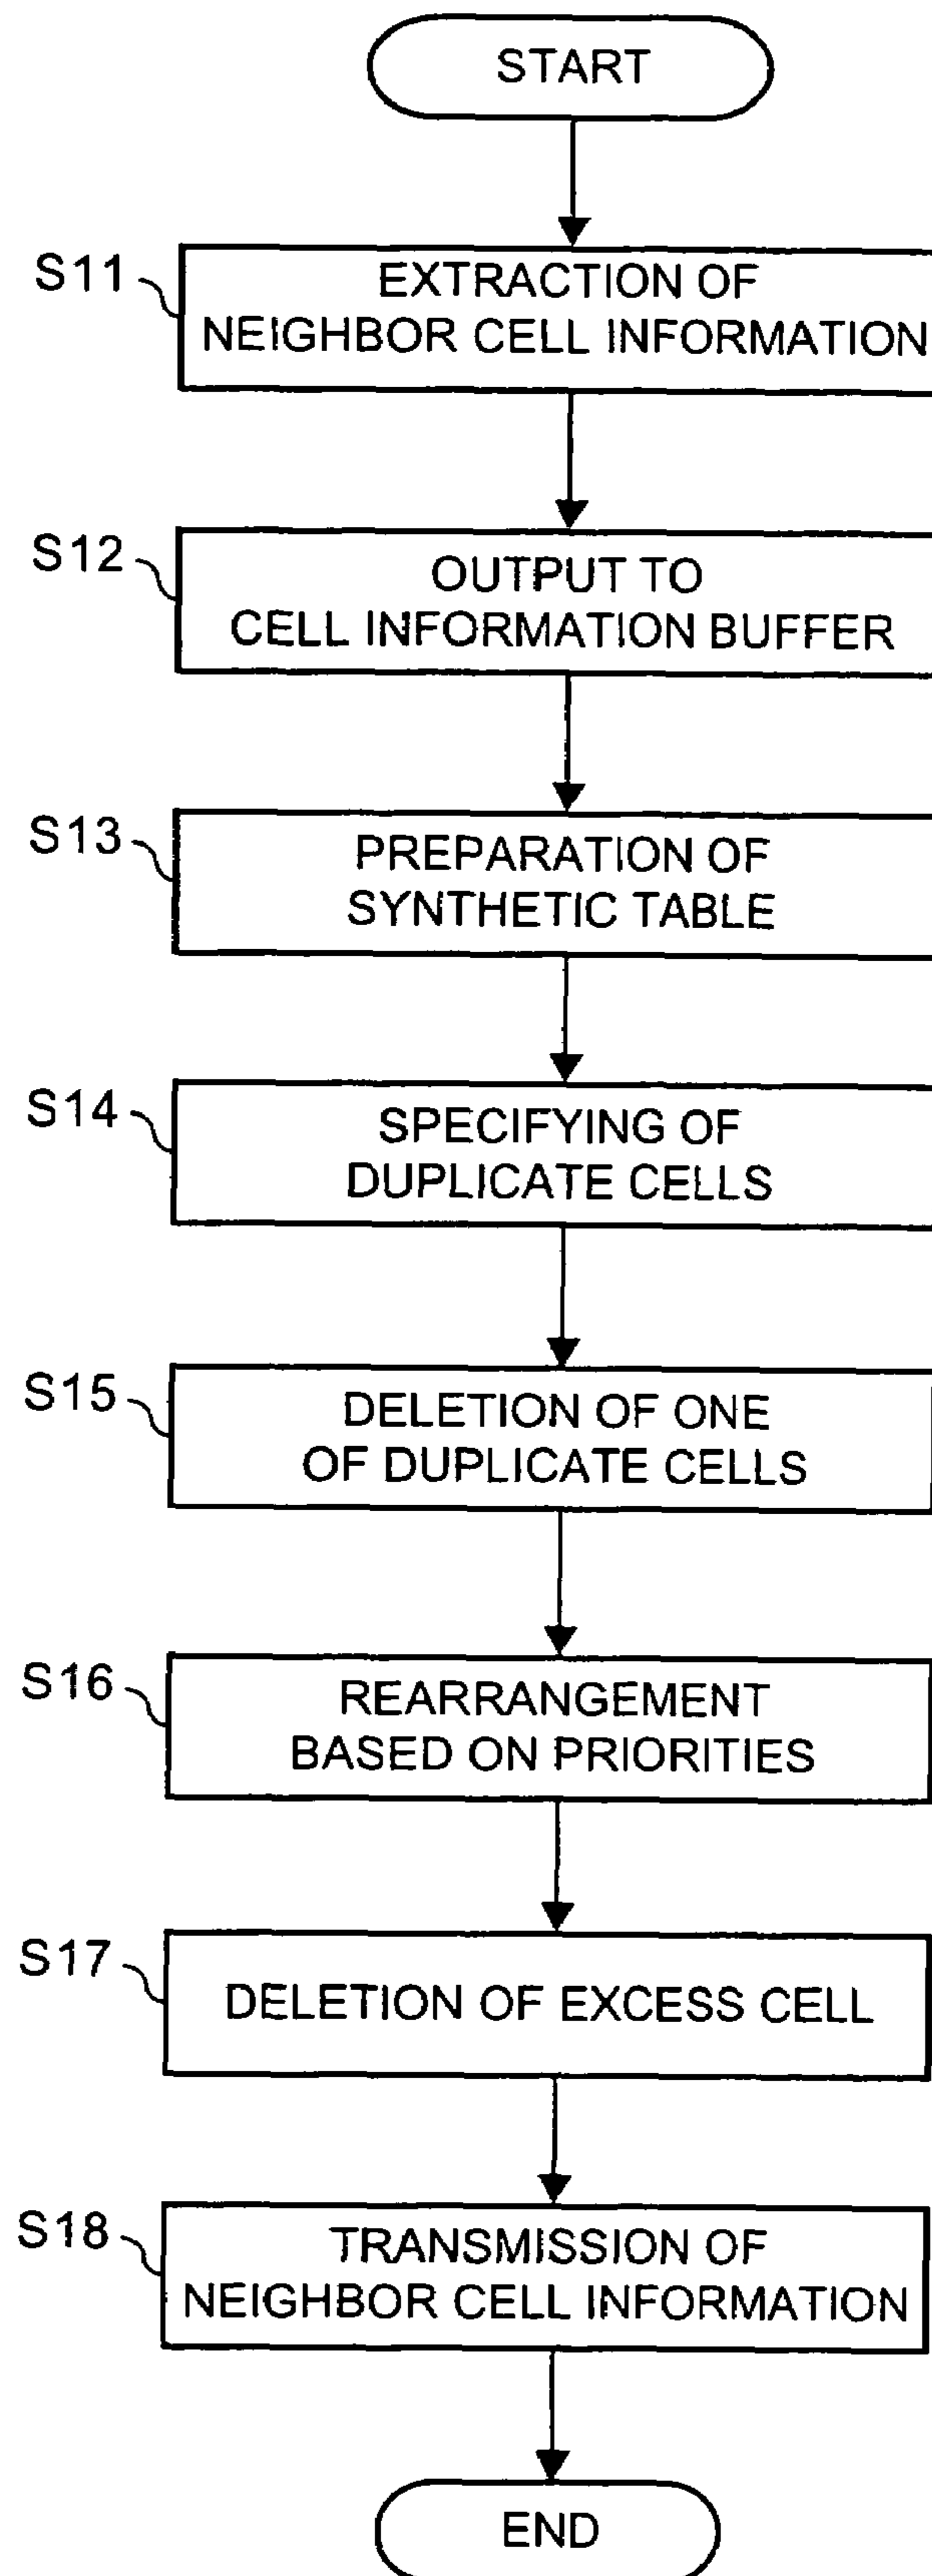 START
S11
EXTRACTION OF
NEIGHBOR CELL INFORMATION
S12
OUTPUT TO
CELL INFORMATION BUFFER
S13
PREPARATION OF
SYNTHETIC TABLE
S14
SPECIFYING OF
DUPLICATE CELLS
S15
DELETION OF ONE
OF DUPLICATE CELLS
S16
REARRANGEMENT
BASED ON PRIORITIES
S17
DELETION OF EXCESS CELL
S18
TRANSMISSION OF
NEIGHBOR CELL INFORMATION
END